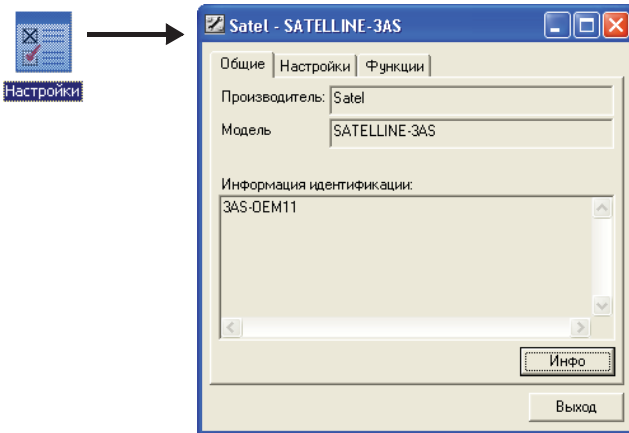 Настройки
Satel - SATELLINE-3AS
Общие Настройки Функции
Производитель: Satel
Модель SATELLINE-3AS
Информация идентификации:
3AS-OEM11
Инфо
Выход